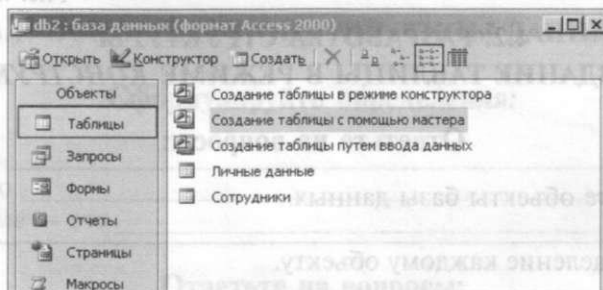 db2 : база данных (формат Access 2000)
Открыть Конструктор Создать
Объекты
Таблицы
Запросы
Формы
Отчеты
Страницы
Макросы
Создание таблицы в режиме конструктора
Создание таблицы с помощью мастера
Создание таблицы путем ввода данных
Личные данные
Сотрудники